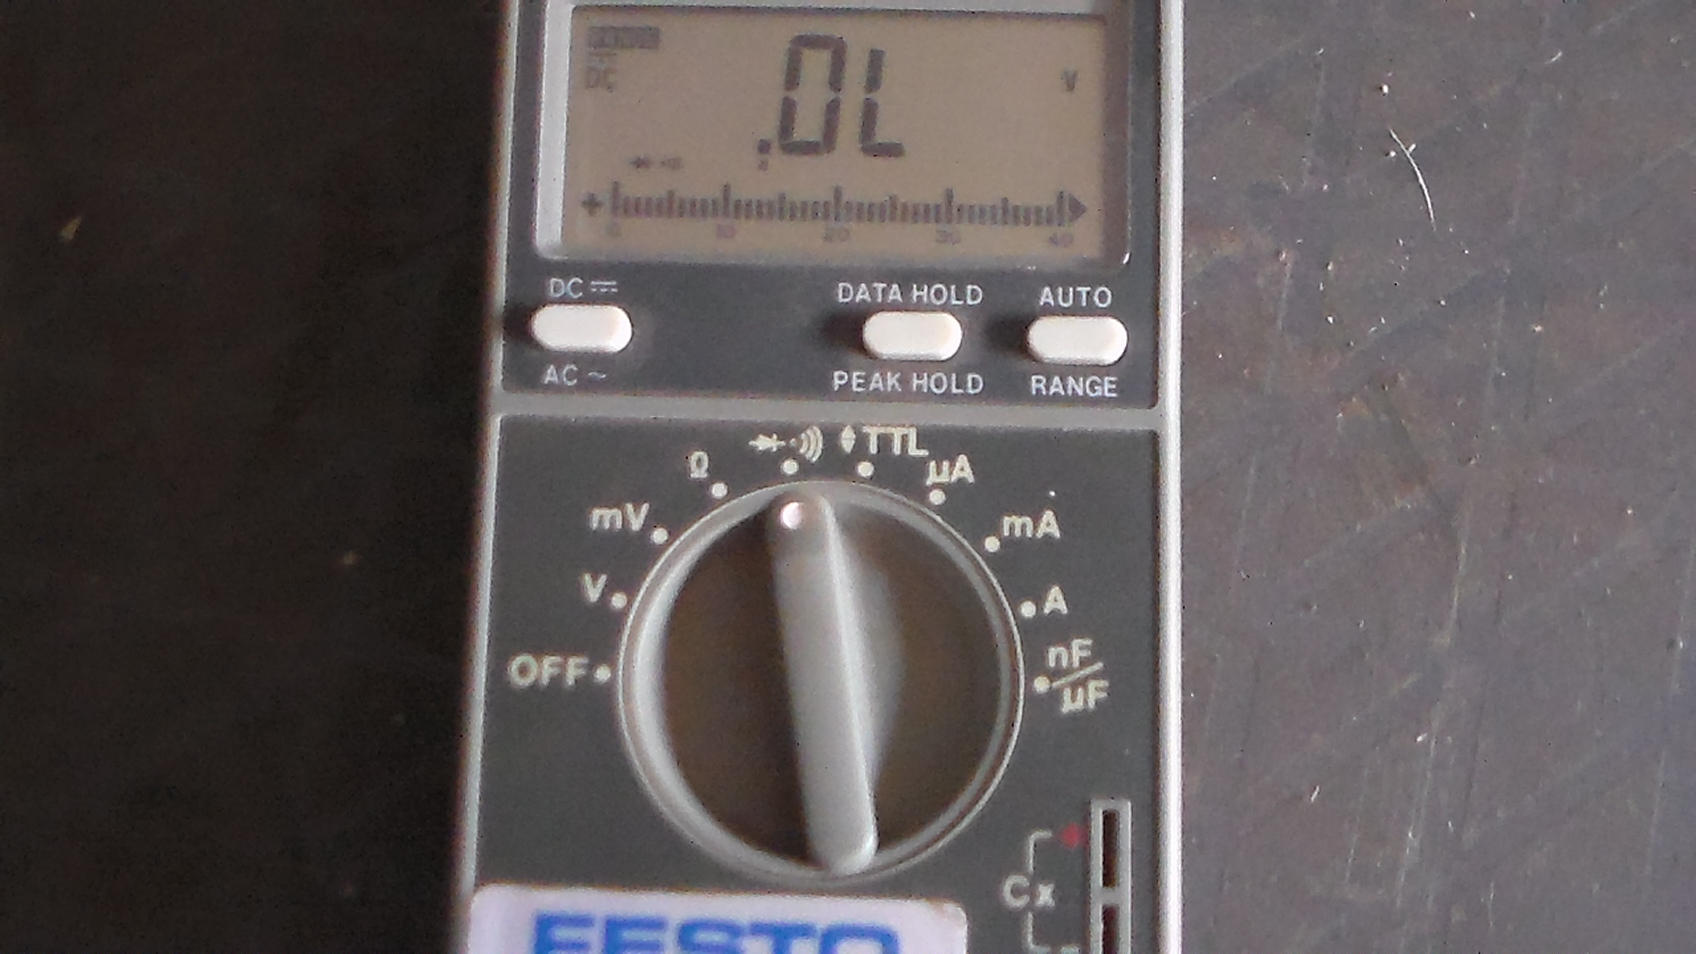 DC V
.0L
0 10 20 30 40
DC DATA HOLD AUTO
AC ~ PEAK HOLD RANGE
TTL
Ω µA
mV mA
V A
OFF nF/µF
Cx
FESTO